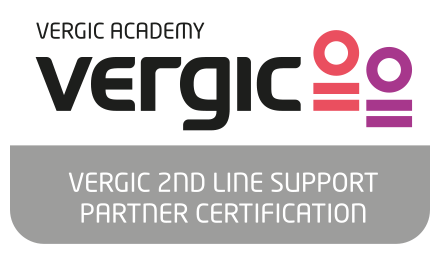 VERGIC ACADEMY
vergic
VERGIC 2ND LINE SUPPORT
PARTNER CERTIFICATION